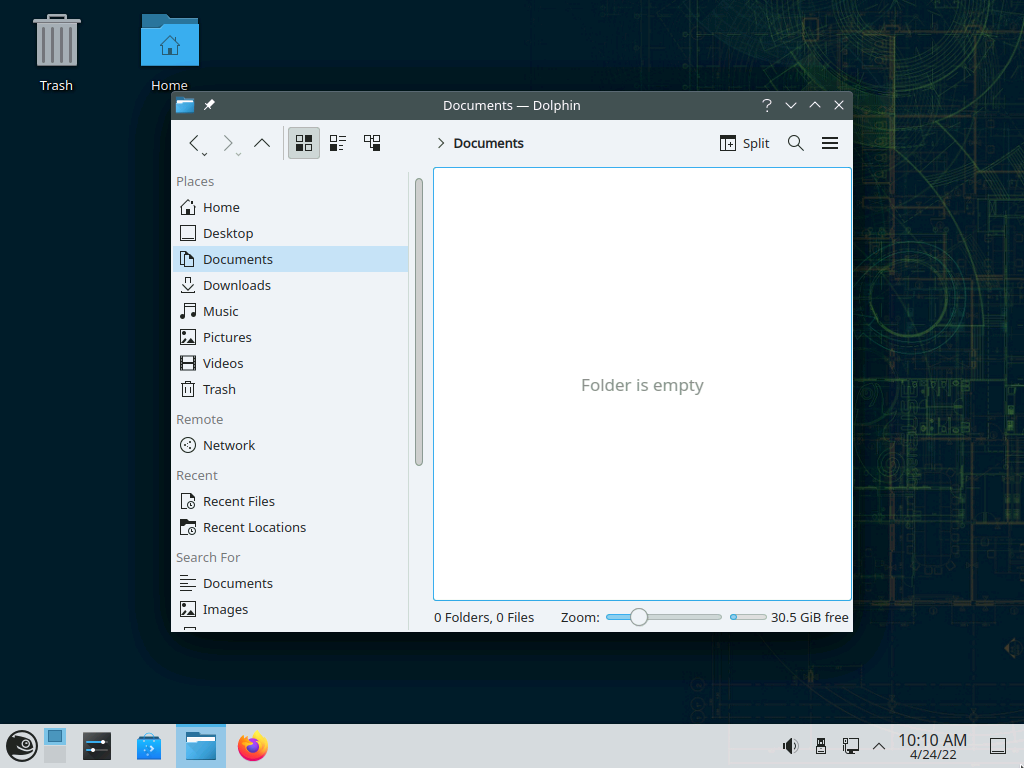 Trash
Home
Documents — Dolphin
Documents
Split
Places
Home
Desktop
Documents
Downloads
Music
Pictures
Videos
Trash
Remote
Network
Recent
Recent Files
Recent Locations
Search For
Documents
Images
Folder is empty
0 Folders, 0 Files
Zoom:
30.5 GiB free
10:10 AM
4/24/22